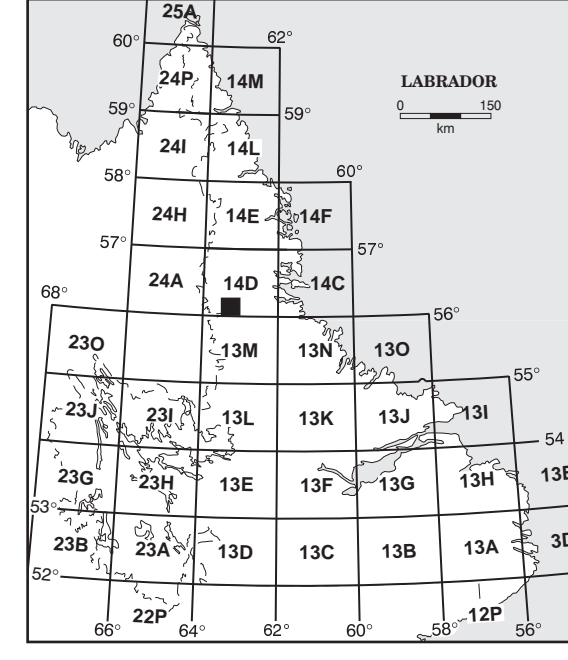 25A
60°
62°
LABRADOR
24P
14M
0 150
km
59°
59°
24I
14L
58°
60°
24H
14E
14F
57°
57°
24A
14D
14C
68°
56°
23O
13M
13N
13O
55°
23J
23I
13L
13K
13J
13I
54
23G
23H
13E
13F
13G
13H
53°
23B
23A
13D
13C
13B
13A
3D
52°
22P
12P
66°
64°
62°
60°
58°
56°